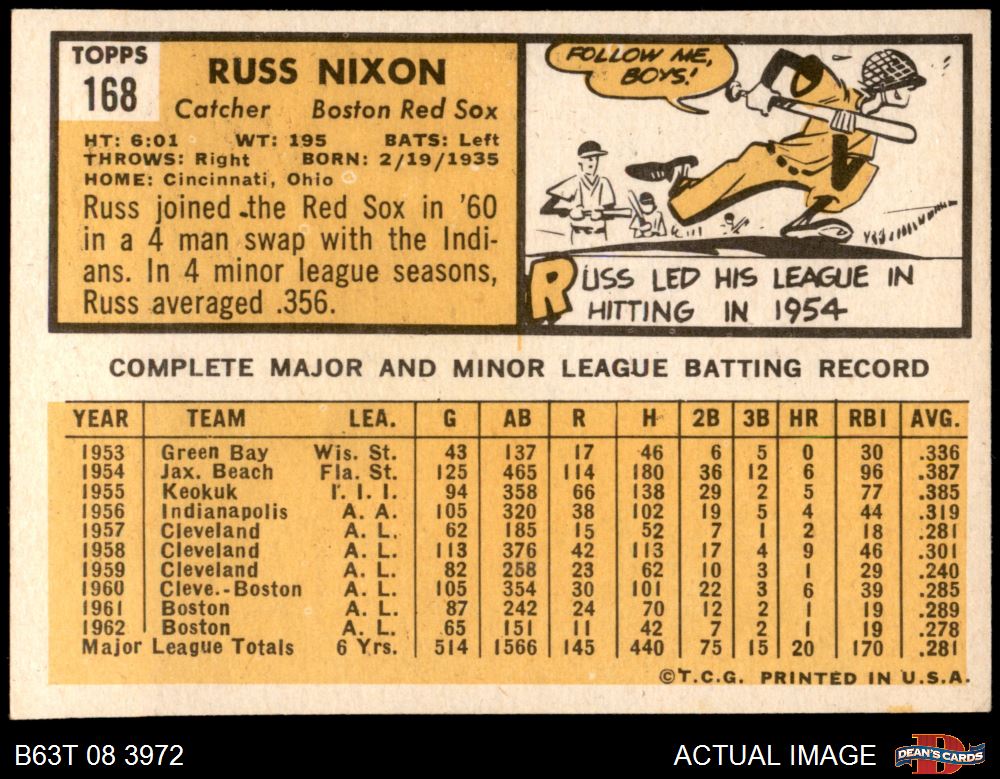 TOPPS
168
RUSS NIXON
Catcher Boston Red Sox
HT: 6:01 WT: 195 BATS: Left
THROWS: Right BORN: 2/19/1935
HOME: Cincinnati, Ohio
Russ joined the Red Sox in '60
in a 4 man swap with the Indi-
ans. In 4 minor league seasons,
Russ averaged .356.
FOLLOW ME,
BOYS!
RUSS LED HIS LEAGUE IN
HITTING IN 1954
COMPLETE MAJOR AND MINOR LEAGUE BATTING RECORD
YEAR TEAM LEA. G AB R H 2B 3B HR RBI AVG.
1953 Green Bay Wis. St. 43 137 17 46 6 5 0 30 .336
1954 Jax. Beach Fla. St. 125 465 114 180 36 12 6 96 .387
1955 Keokuk I. I. I. 94 358 66 138 29 2 5 77 .385
1956 Indianapolis A. A. 105 320 38 102 19 5 4 44 .319
1957 Cleveland A. L. 62 185 15 52 7 1 2 18 .281
1958 Cleveland A. L. 113 376 42 113 17 4 9 46 .301
1959 Cleveland A. L. 82 258 23 62 10 3 1 29 .240
1960 Cleve.-Boston A. L. 105 354 30 101 22 3 6 39 .285
1961 Boston A. L. 87 242 24 70 12 2 1 19 .289
1962 Boston A. L. 65 151 11 42 7 2 1 19 .278
Major League Totals 6 Yrs. 514 1566 145 440 75 15 20 170 .281
©T.C.G. PRINTED IN U.S.A.
B63T 08 3972
ACTUAL IMAGE
D
DEAN'S CARDS